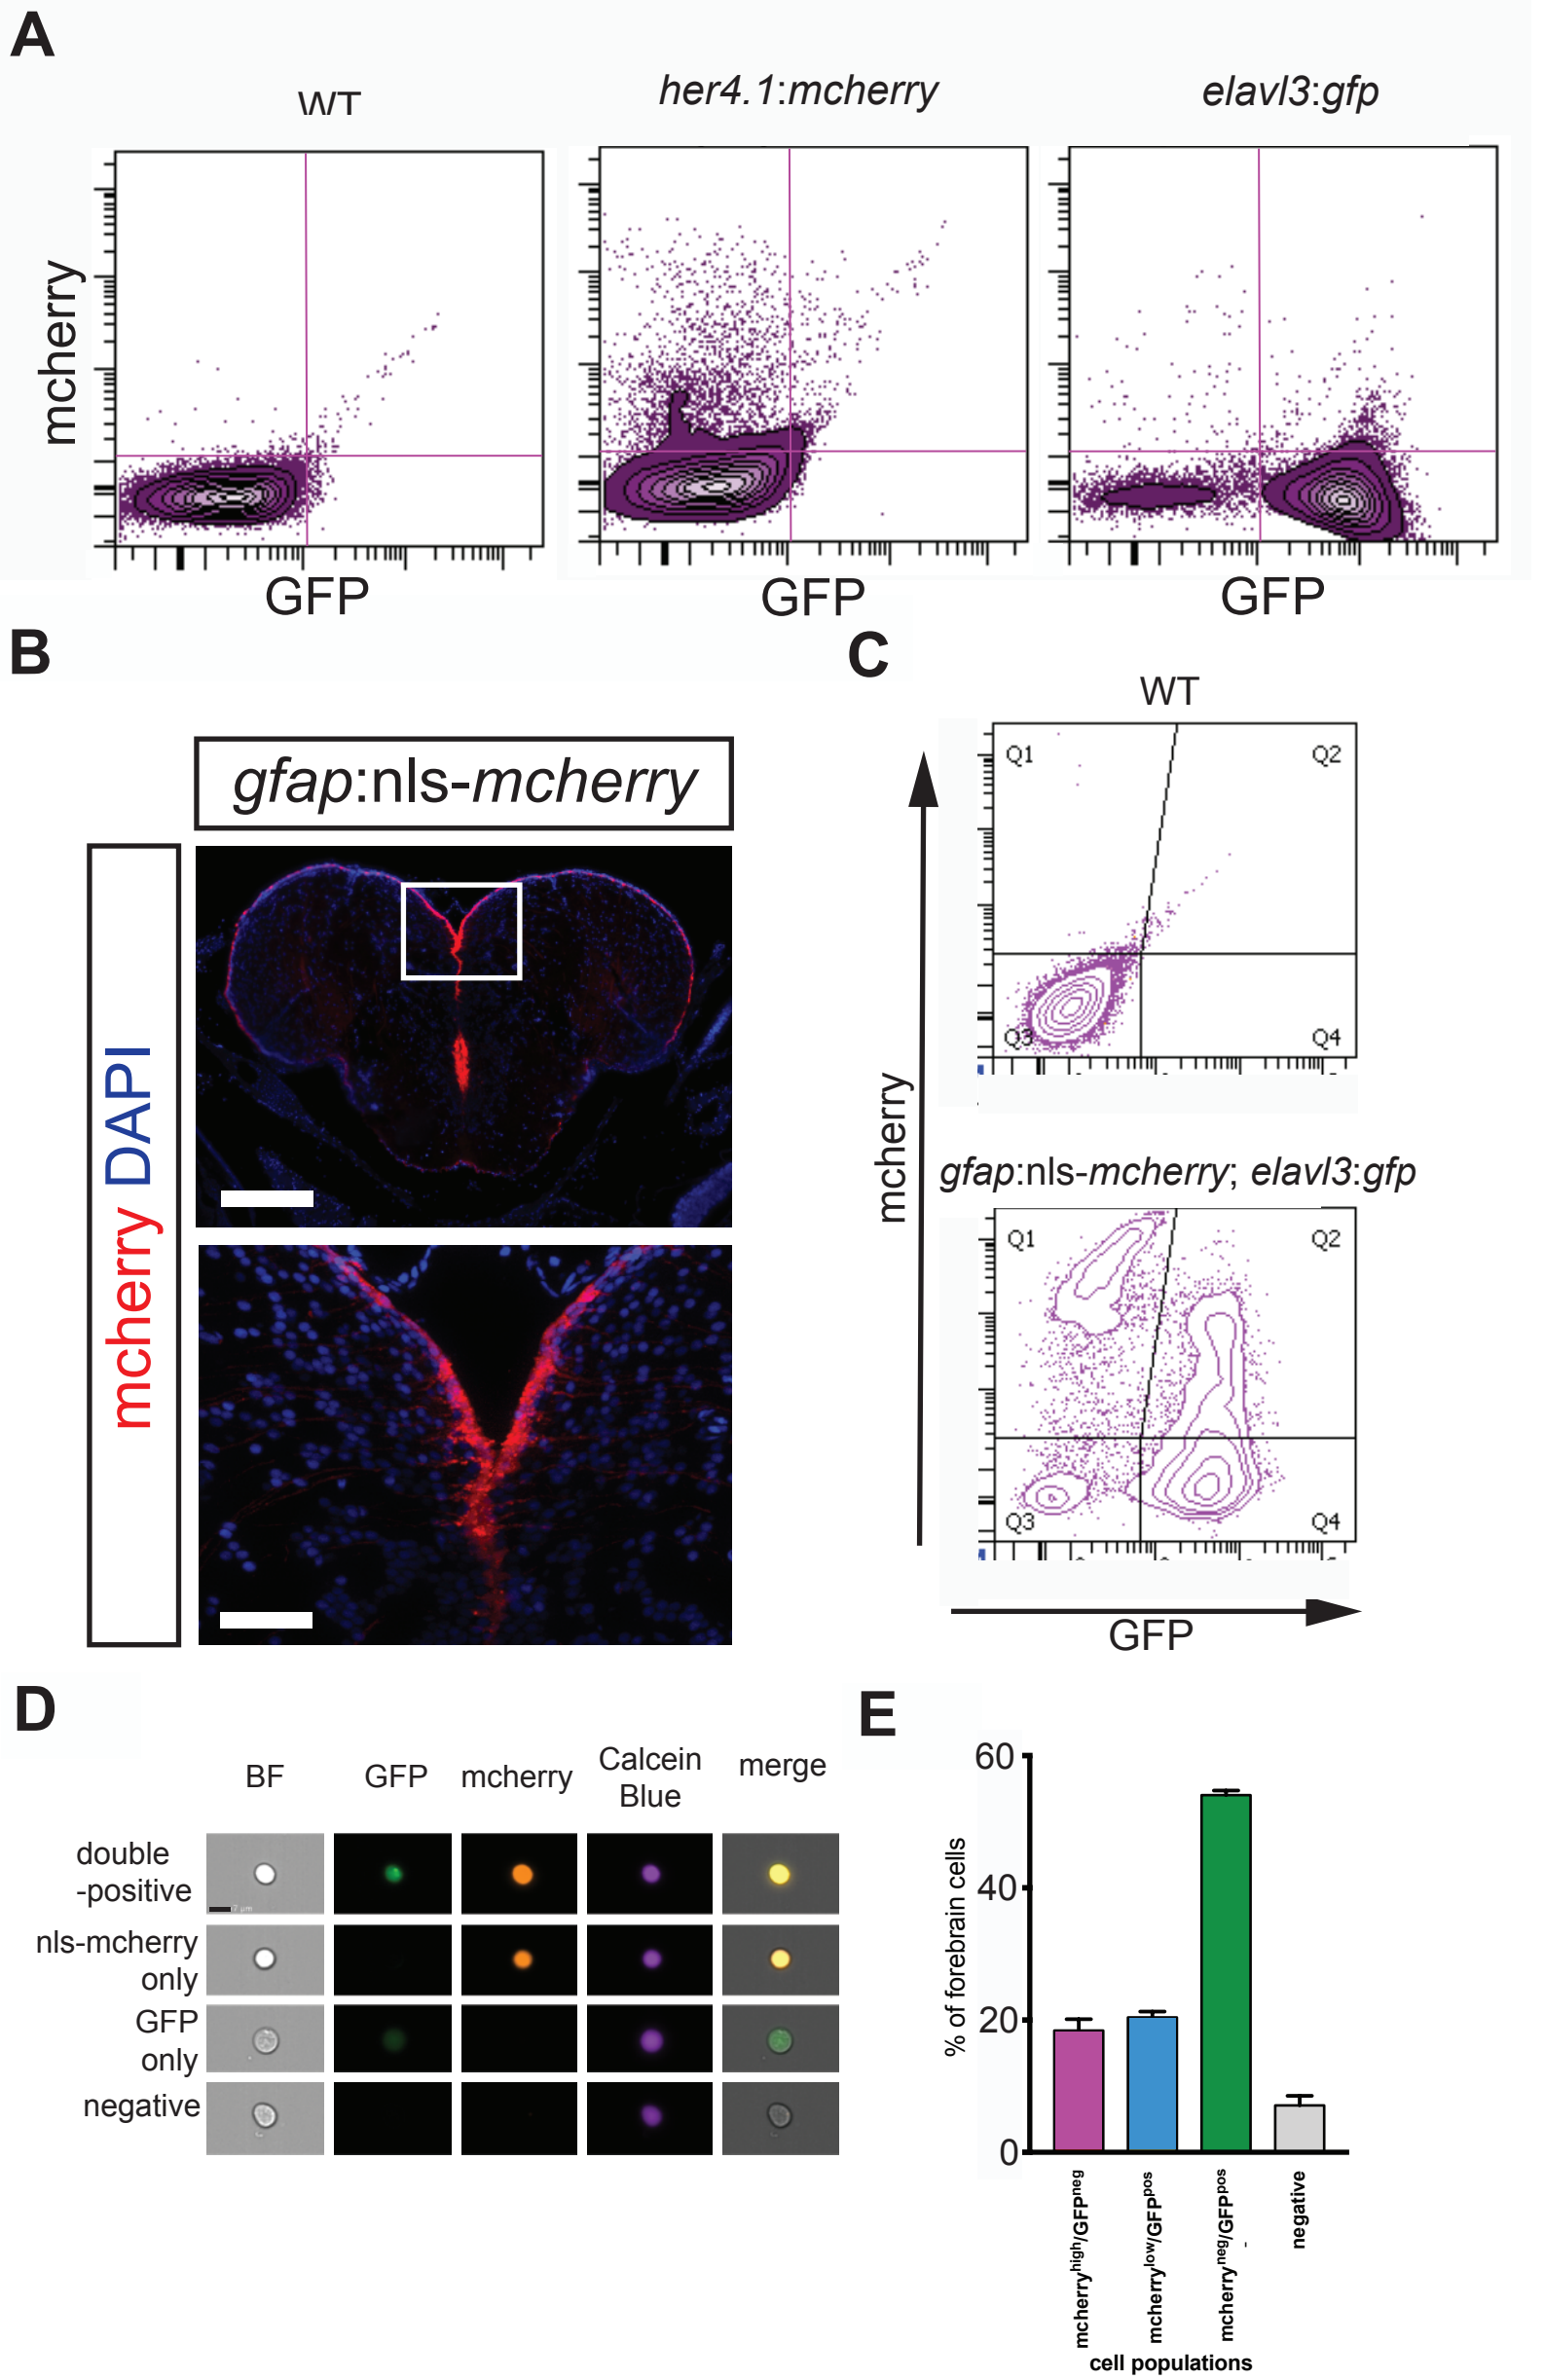 A
WT
her4.1:mcherry
elavl3:gfp
mcherry
GFP
GFP
GFP
B
gfap:nls-mcherry
mcherry DAPI
C
WT
Q1
Q2
Q3
Q4
gfap:nls-mcherry; elavl3:gfp
Q1
Q2
Q3
Q4
mcherry
GFP
D
BF
GFP
mcherry
Calcein
Blue
merge
double
-positive
nls-mcherry
only
GFP
only
negative
E
% of forebrain cells
60
40
20
0
mcherryhigh/GFPneg
mcherrylow/GFPpos
mcherryneg/GFPpos
negative
cell populations